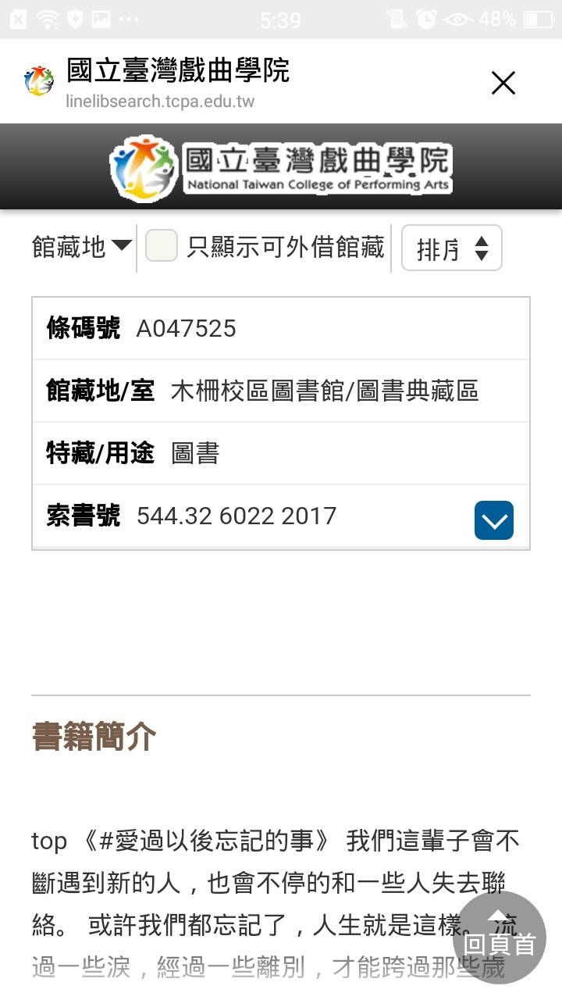 5:39
48%
國立臺灣戲曲學院
linelibsearch.tcpa.edu.tw
國立臺灣戲曲學院
National Taiwan College of Performing Arts
館藏地 只顯示可外借館藏 排序
條碼號 A047525
館藏地/室 木柵校區圖書館/圖書典藏區
特藏/用途 圖書
索書號 544.32 6022 2017
書籍簡介
top 《#愛過以後忘記的事》 我們這輩子會不
斷遇到新的人，也會不停的和一些人失去聯
絡。 或許我們都忘記了，人生就是這樣。 流
回頁首
過一些淚，經過一些離別，才能跨過那些歲